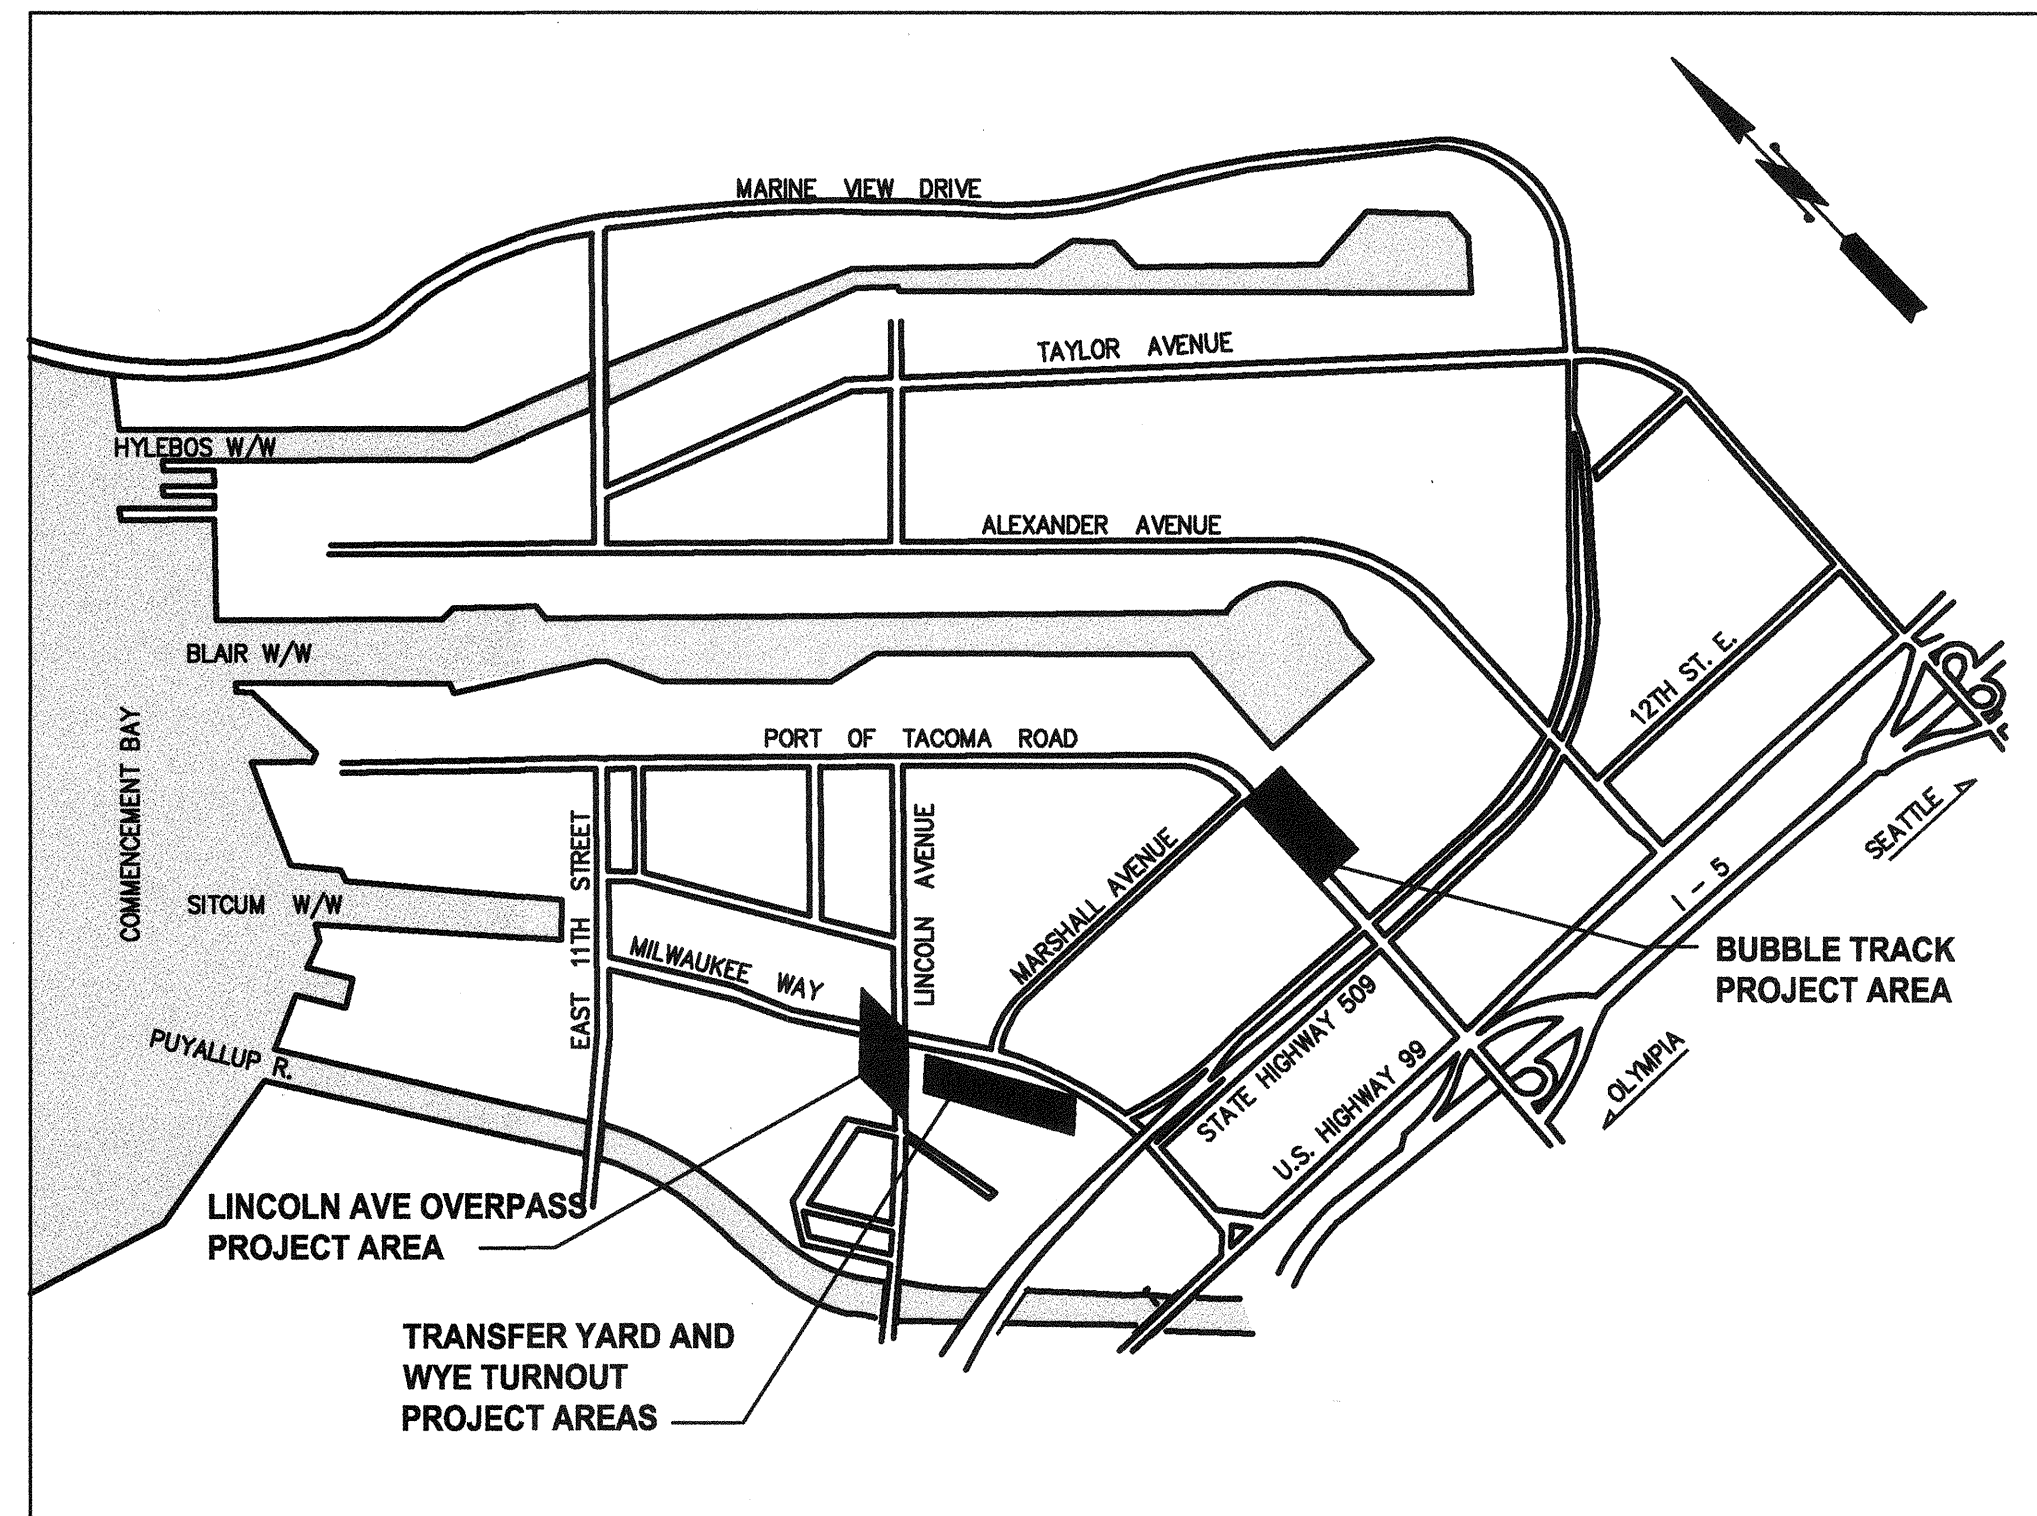 MARINE VIEW DRIVE
TAYLOR AVENUE
HYLEBOS W/W
ALEXANDER AVENUE
BLAIR W/W
12TH ST. E.
PORT OF TACOMA ROAD
COMMENCEMENT BAY
EAST 11TH STREET
LINCOLN AVENUE
MARSHALL AVENUE
SEATTLE
I - 5
SITCUM W/W
MILWAUKEE WAY
BUBBLE TRACK
PROJECT AREA
STATE HIGHWAY 509
U.S. HIGHWAY 99
OLYMPIA
PUYALLUP R.
LINCOLN AVE OVERPASS
PROJECT AREA
TRANSFER YARD AND
WYE TURNOUT
PROJECT AREAS